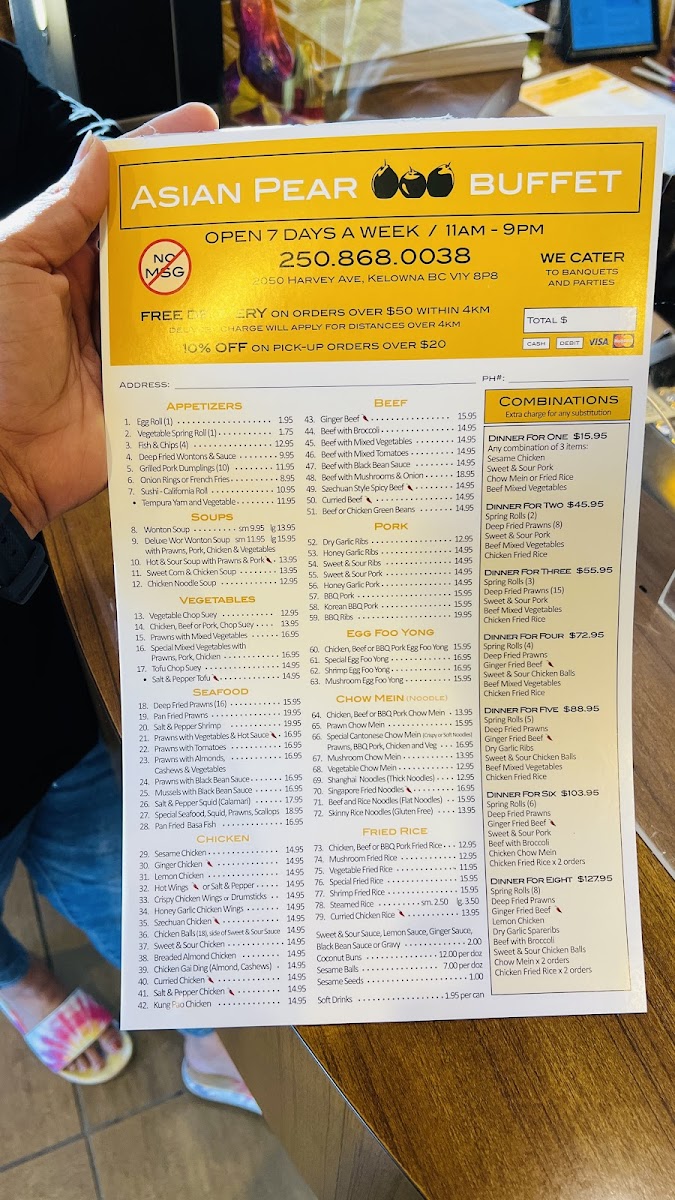 ASIAN PEAR BUFFET
OPEN 7 DAYS A WEEK / 11AM - 9PM
250.868.0038
2050 HARVEY AVE, KELOWNA BC V1Y 8P8
NO MSG
WE CATER
TO BANQUETS
AND PARTIES
FREE DELIVERY ON ORDERS OVER $50 WITHIN 4KM
CHARGE WILL APPLY FOR DISTANCES OVER 4KM
10% OFF ON PICK-UP ORDERS OVER $20
TOTAL $
CASH DEBIT VISA
ADDRESS:
PH#:
APPETIZERS
1. Egg Roll (1) 1.95
2. Vegetable Spring Roll (1) 1.75
3. Fish & Chips (4) 12.95
4. Deep Fried Wontons & Sauce 9.95
5. Grilled Pork Dumplings (10) 11.95
6. Onion Rings or French Fries 8.95
7. Sushi - California Roll 10.95
• Tempura Yam and Vegetable 11.95
SOUPS
8. Wonton Soup sm 9.95 lg 13.95
9. Deluxe Wor Wonton Soup sm 11.95 lg 15.95
with Prawns, Pork, Chicken & Vegetables
10. Hot & Sour Soup with Prawns & Pork 13.95
11. Sweet Corn & Chicken Soup 13.95
12. Chicken Noodle Soup 12.95
VEGETABLES
13. Vegetable Chop Suey 12.95
14. Chicken, Beef or Pork, Chop Suey 13.95
15. Prawns with Mixed Vegetables 16.95
16. Special Mixed Vegetables with
Prawns, Pork, Chicken 16.95
17. Tofu Chop Suey 14.95
• Salt & Pepper Tofu 14.95
SEAFOOD
18. Deep Fried Prawns (16) 15.95
19. Pan Fried Prawns 19.95
20. Salt & Pepper Shrimp 19.95
21. Prawns with Vegetables & Hot Sauce 16.95
22. Prawns with Tomatoes 16.95
23. Prawns with Almonds, 16.95
Cashews & Vegetables
24. Prawns with Black Bean Sauce 16.95
25. Mussels with Black Bean Sauce 16.95
26. Salt & Pepper Squid (Calamari) 17.95
27. Special Seafood, Squid, Prawns, Scallops 18.95
28. Pan Fried Basa Fish 16.95
CHICKEN
29. Sesame Chicken 14.95
30. Ginger Chicken 14.95
31. Lemon Chicken 14.95
32. Hot Wings or Salt & Pepper 14.95
33. Crispy Chicken Wings or Drumsticks 14.95
34. Honey Garlic Chicken Wings 14.95
35. Szechuan Chicken 14.95
36. Chicken Balls (18), side of Sweet & Sour Sauce 14.95
37. Sweet & Sour Chicken 14.95
38. Breaded Almond Chicken 14.95
39. Chicken Gai Ding (Almond, Cashews) 14.95
40. Curried Chicken 14.95
41. Salt & Pepper Chicken 14.95
42. Kung Pao Chicken 14.95
BEEF
43. Ginger Beef 15.95
44. Beef with Broccoli 14.95
45. Beef with Mixed Vegetables 14.95
46. Beef with Mixed Tomatoes 14.95
47. Beef with Black Bean Sauce 14.95
48. Beef with Mushrooms & Onion 18.95
49. Szechuan Style Spicy Beef 14.95
50. Curried Beef 14.95
51. Beef or Chicken Green Beans 14.95
PORK
52. Dry Garlic Ribs 12.95
53. Honey Garlic Ribs 14.95
54. Sweet & Sour Ribs 14.95
55. Sweet & Sour Pork 14.95
56. Honey Garlic Pork 14.95
57. BBQ Pork 15.95
58. Korean BBQ Pork 15.95
59. BBQ Ribs 19.95
EGG FOO YONG
60. Chicken, Beef or BBQ Pork Egg Foo Yong 15.95
61. Special Egg Foo Yong 16.95
62. Shrimp Egg Foo Yong 16.95
63. Mushroom Egg Foo Yong 15.95
CHOW MEIN (NOODLE)
64. Chicken, Beef or BBQ Pork Chow Mein 13.95
65. Prawn Chow Mein 15.95
66. Special Cantonese Chow Mein (Crispy or Soft Noodles)
Prawns, BBQ Pork, Chicken and Veg 16.95
67. Mushroom Chow Mein 13.95
68. Vegetable Chow Mein 12.95
69. Shanghai Noodles (Thick Noodles) 12.95
70. Singapore Fried Noodles 16.95
71. Beef and Rice Noodles (Flat Noodles) 15.95
72. Skinny Rice Noodles (Gluten Free) 13.95
FRIED RICE
73. Chicken, Beef or BBQ Pork Fried Rice 12.95
74. Mushroom Fried Rice 12.95
75. Vegetable Fried Rice 11.95
76. Special Fried Rice 15.95
77. Shrimp Fried Rice 15.95
78. Steamed Rice sm. 2.50 lg. 3.50
79. Curried Chicken Rice 13.95
Sweet & Sour Sauce, Lemon Sauce, Ginger Sauce,
Black Bean Sauce or Gravy 2.00
Coconut Buns 12.00 per doz
Sesame Balls 7.00 per doz
Sesame Seeds 1.00
Soft Drinks 1.95 per can
COMBINATIONS
Extra charge for any substitution
DINNER FOR ONE $15.95
Any combination of 3 items:
Sesame Chicken
Sweet & Sour Pork
Chow Mein or Fried Rice
Beef Mixed Vegetables
DINNER FOR TWO $45.95
Spring Rolls (2)
Deep Fried Prawns (8)
Sweet & Sour Pork
Beef Mixed Vegetables
Chicken Fried Rice
DINNER FOR THREE $55.95
Spring Rolls (3)
Deep Fried Prawns (15)
Sweet & Sour Pork
Beef Mixed Vegetables
Chicken Fried Rice
DINNER FOR FOUR $72.95
Spring Rolls (4)
Deep Fried Prawns
Ginger Fried Beef
Sweet & Sour Chicken Balls
Beef Mixed Vegetables
Chicken Fried Rice
DINNER FOR FIVE $88.95
Spring Rolls (5)
Deep Fried Prawns
Ginger Fried Beef
Dry Garlic Ribs
Sweet & Sour Chicken Balls
Beef Mixed Vegetables
Chicken Fried Rice
DINNER FOR SIX $103.95
Spring Rolls (6)
Deep Fried Prawns
Ginger Fried Beef
Sweet & Sour Pork
Beef with Broccoli
Chicken Chow Mein
Chicken Fried Rice x 2 orders
DINNER FOR EIGHT $127.95
Spring Rolls (8)
Deep Fried Prawns
Ginger Fried Beef
Lemon Chicken
Dry Garlic Spareribs
Beef with Broccoli
Sweet & Sour Chicken Balls
Chow Mein x 2 orders
Chicken Fried Rice x 2 orders